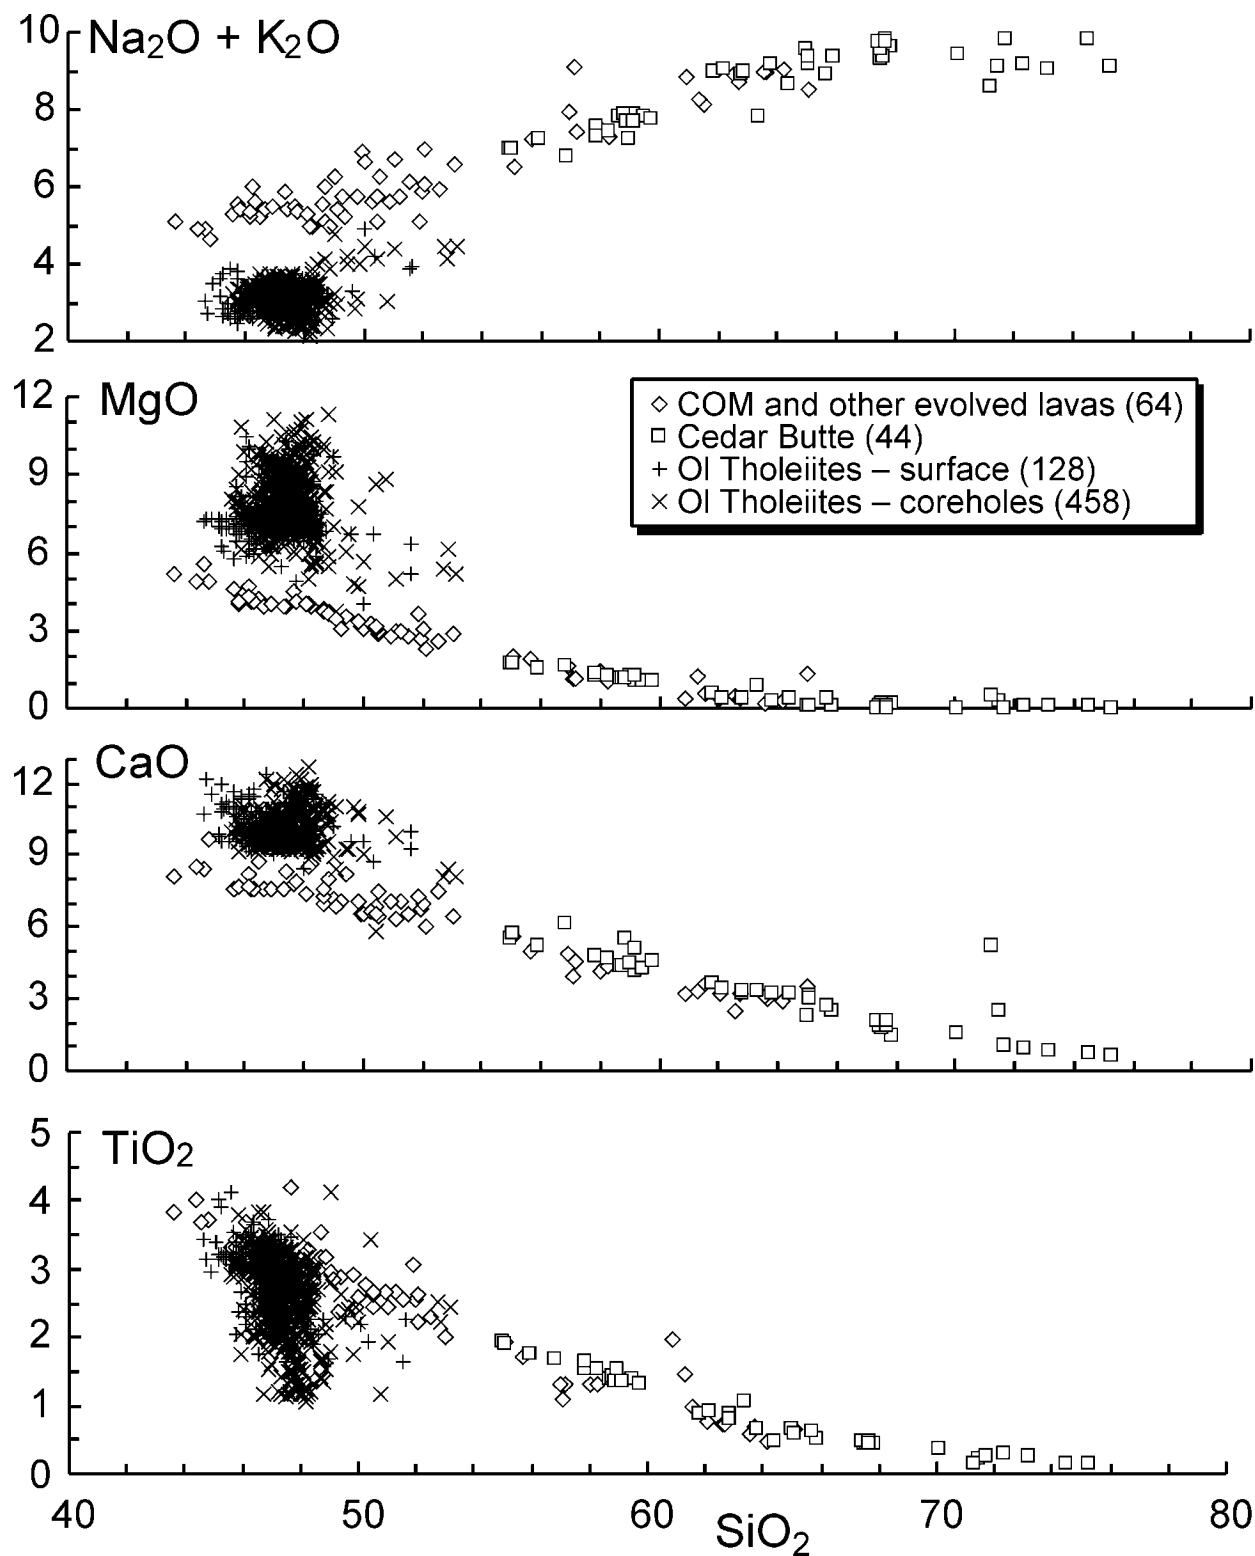 Na₂O + K₂O
10
8
6
4
2
MgO
12
9
6
3
0
COM and other evolved lavas (64)
Cedar Butte (44)
Ol Tholeiites – surface (128)
Ol Tholeiites – coreholes (458)
CaO
12
9
6
3
0
TiO₂
5
4
3
2
1
0
40 50 60 70 80
SiO₂